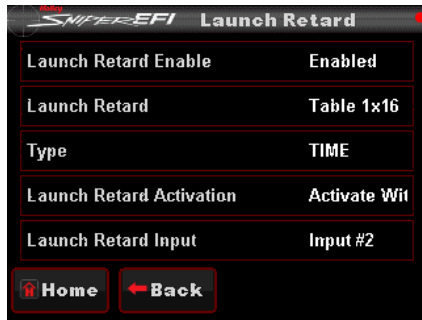 Holley
SNIPER EFI Launch Retard
Launch Retard Enable Enabled
Launch Retard Table 1x16
Type TIME
Launch Retard Activation Activate Wit
Launch Retard Input Input #2
Home Back